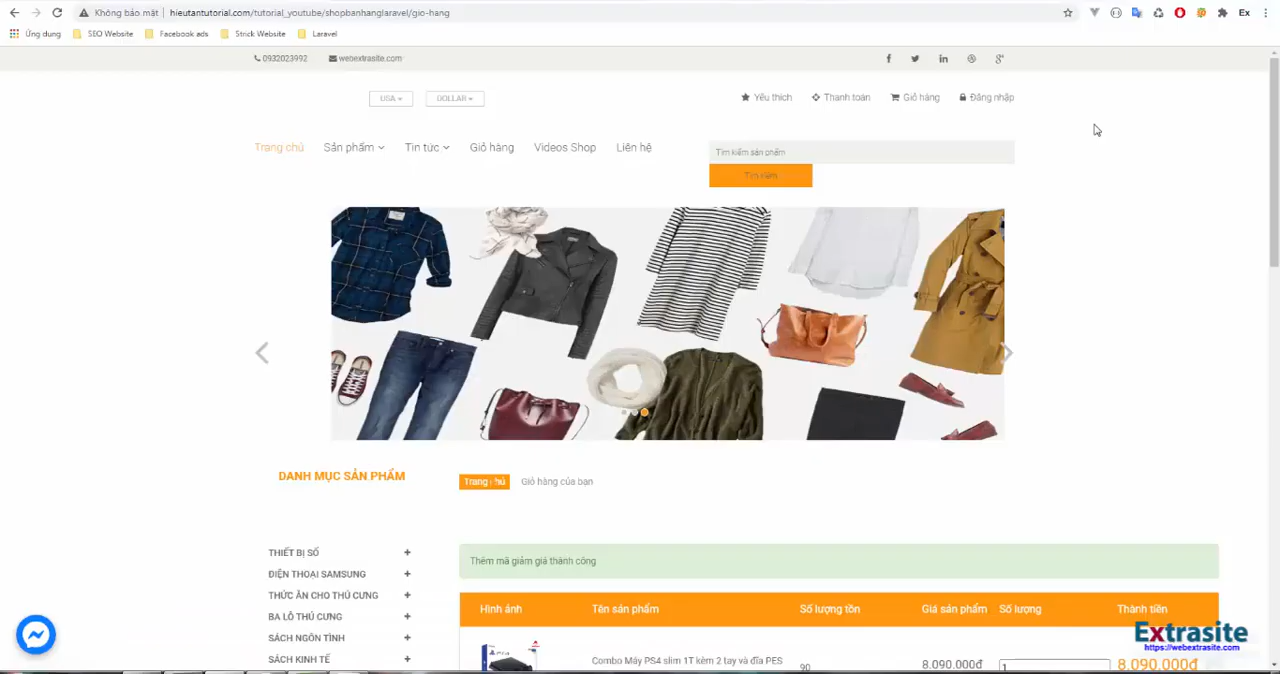 Không bảo mật | hieutantutorial.com/tutorial_youtube/shopbanhanglaravel/gio-hang
Ex
Ứng dụng SEO Website Facebook ads Strick Website Laravel
0932023992 webextrasite.com
USA DOLLAR
Yêu thích Thanh toán Giỏ hàng Đăng nhập
Trang chủ Sản phẩm Tin tức Giỏ hàng Videos Shop Liên hệ
Tìm kiếm sản phẩm
Tìm kiếm
DANH MỤC SẢN PHẨM
Trang chủ Giỏ hàng của bạn
THIẾT BỊ SỐ +
Thêm mã giảm giá thành công
ĐIỆN THOẠI SAMSUNG +
THỨC ĂN CHO THÚ CƯNG +
Hình ảnh Tên sản phẩm Số lượng tồn Giá sản phẩm Số lượng Thành tiền
BA LÔ THÚ CƯNG +
SÁCH NGÔN TÌNH +
SÁCH KINH TẾ +
Combo Máy PS4 slim 1T kèm 2 tay và đĩa PES 90 8.090.000đ 1 8.090.000đ
Extrasite
https://webextrasite.com